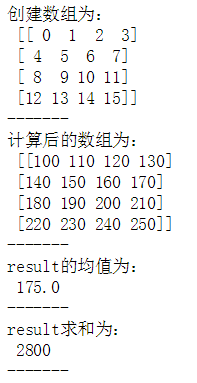 创建数组为:
[[ 0  1  2  3]
[ 4  5  6  7]
[ 8  9 10 11]
[12 13 14 15]]
-------
计算后的数组为:
[[100 110 120 130]
[140 150 160 170]
[180 190 200 210]
[220 230 240 250]]
-------
result的均值为:
175.0
-------
result求和为:
2800
-------